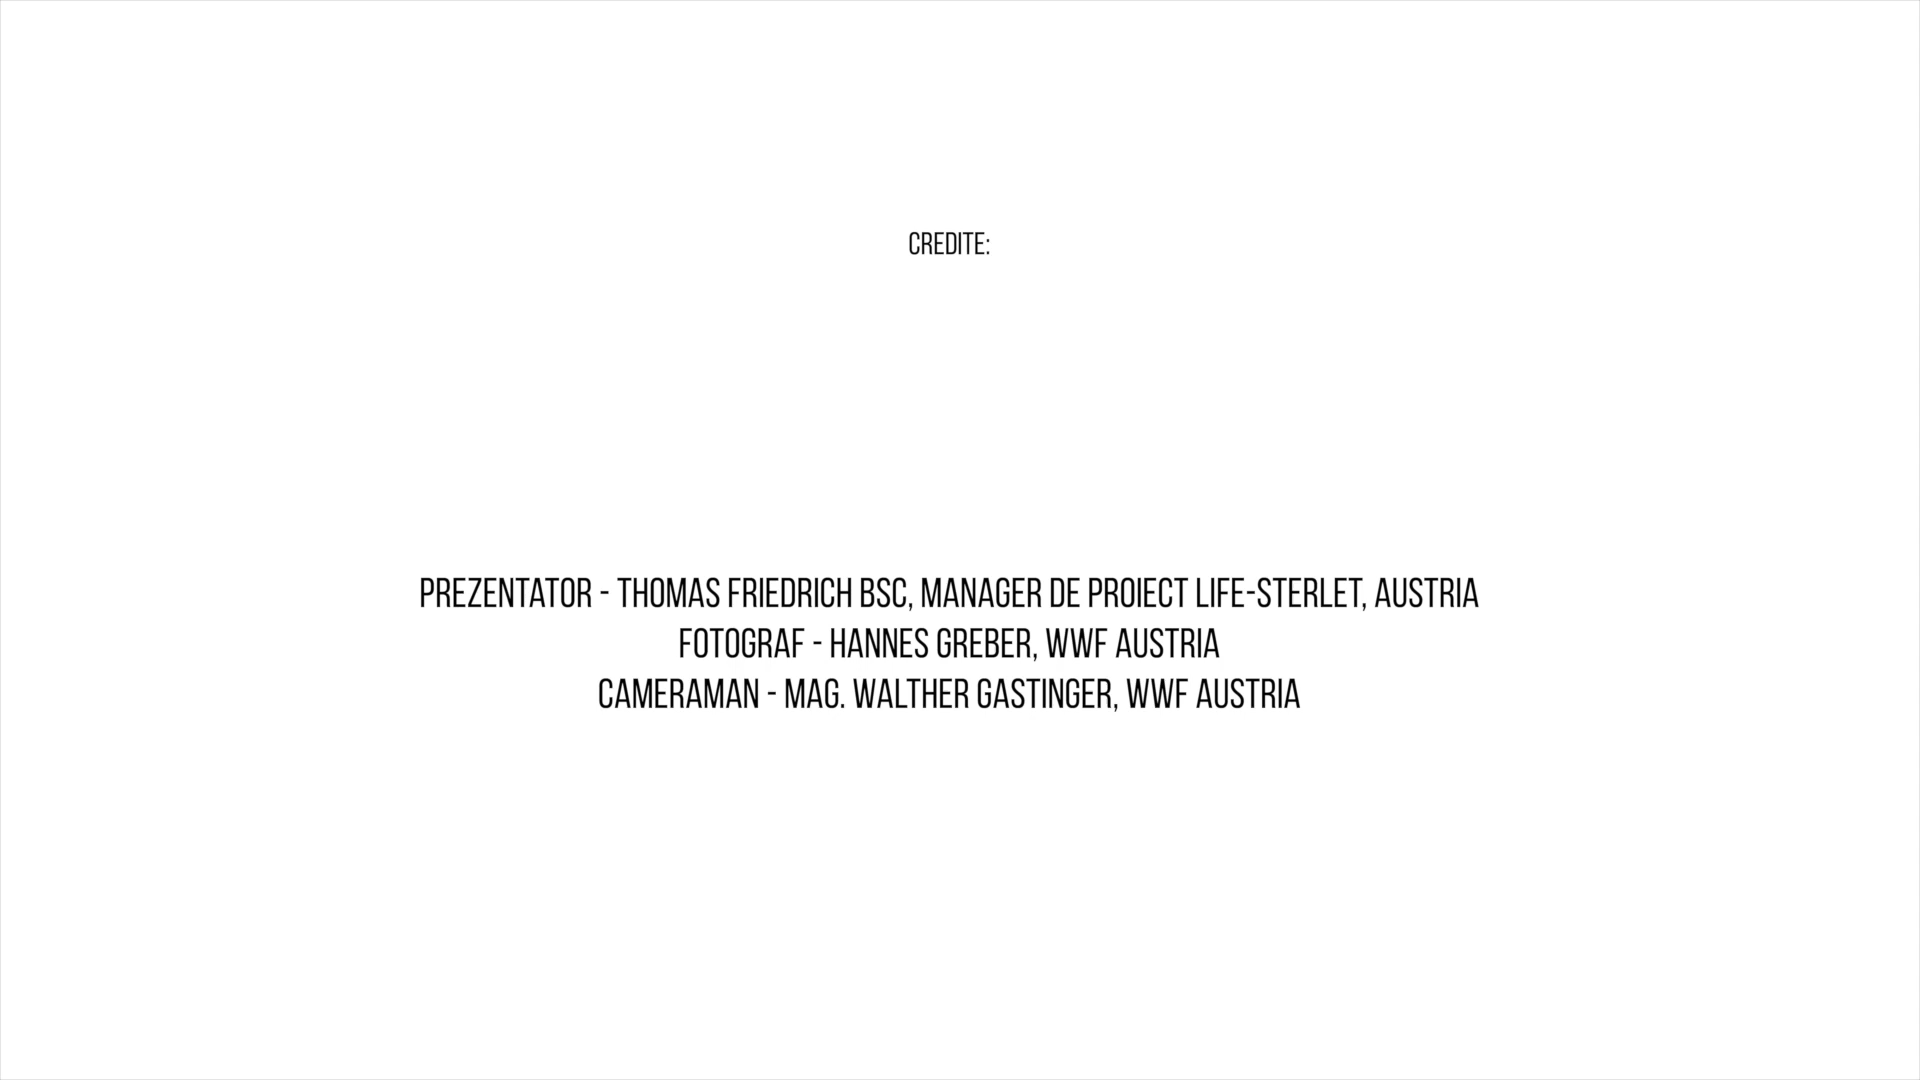 CREDITE:
PREZENTATOR - THOMAS FRIEDRICH BSC, MANAGER DE PROIECT LIFE-STERLET, AUSTRIA
FOTOGRAF - HANNES GREBER, WWF AUSTRIA
CAMERAMAN - MAG. WALTHER GASTINGER, WWF AUSTRIA